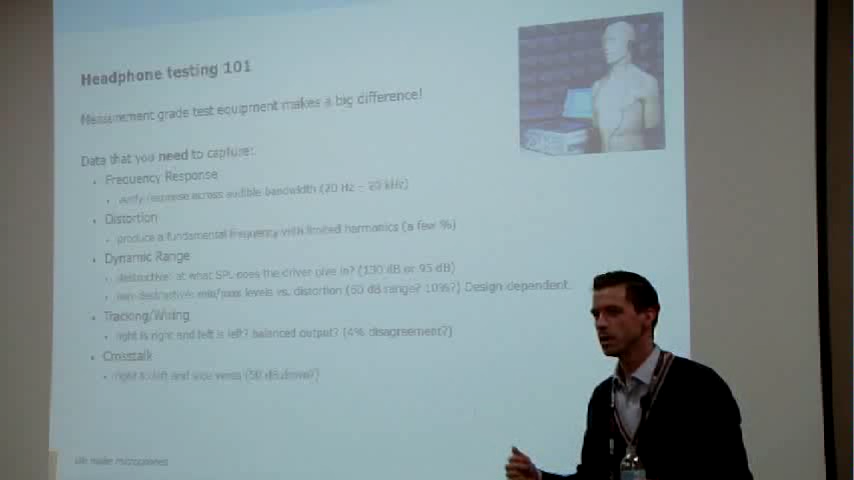 Headphone testing 101
Measurement grade test equipment makes a big difference!
Data that you need to capture:
Frequency Response
verify response across audible bandwidth (20 Hz – 20 kHz)
Distortion
produce a fundamental frequency with limited harmonics (a few %)
Dynamic Range
destructive: at what SPL does the driver give in? (130 dB or 95 dB)
non-destructive: min/max levels vs. distortion (60 dB range? 10%?) Design dependent.
Tracking/Wiring
right is right and left is left? balanced output? (4% disagreement?)
Crosstalk
right to left and vice versa (50 dB down?)
We make microphones